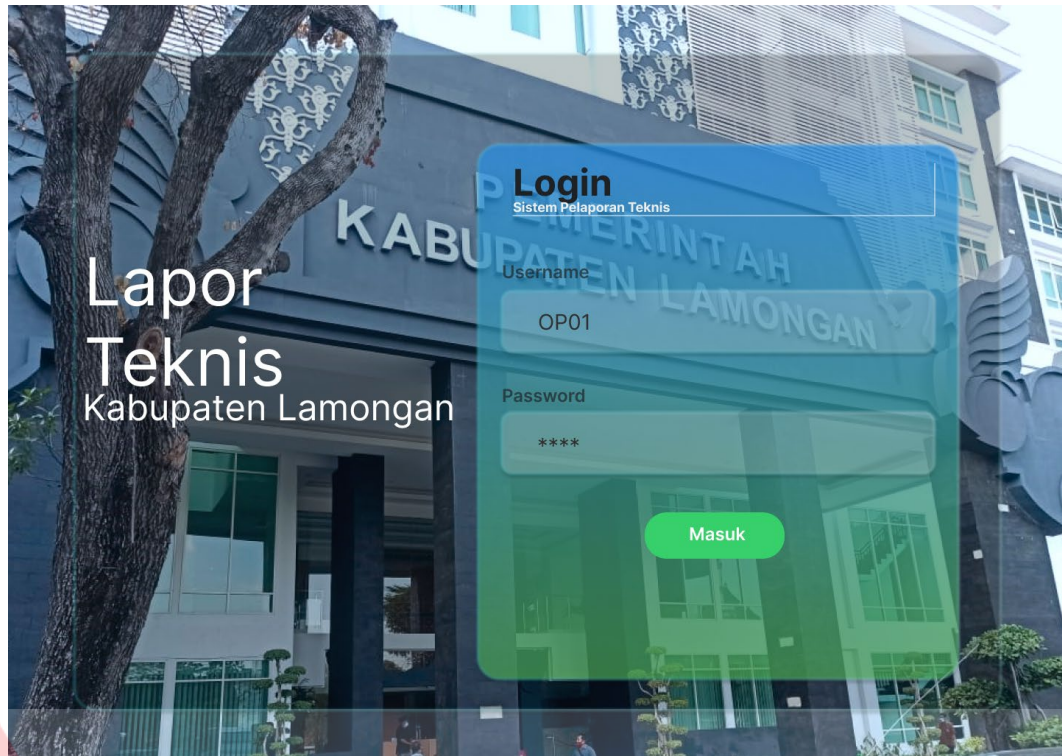 Lapor
Teknis
Kabupaten Lamongan
PEMERINTAH
KABUPATEN LAMONGAN
Login
Sistem Pelaporan Teknis
Username
OP01
Password
****
Masuk